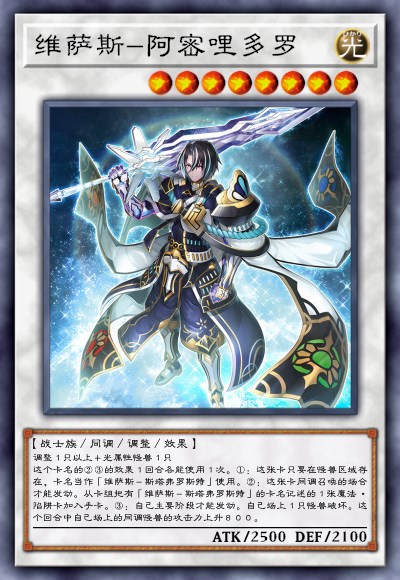 维萨斯-阿密哩多罗
ひかり
光
【战士族/同调/调整/效果】
调整1只以上+光属性怪兽1只
这个卡名的②③的效果1回合各能使用1次。①：这张卡只要在怪兽区域存
在，卡名当作「维萨斯-斯塔弗罗斯特」使用。②：这张卡同调召唤的场合
才能发动。从卡组把有「维萨斯-斯塔弗罗斯特」的卡名记述的1张魔法·
陷阱卡加入手卡。③：自己主要阶段才能发动。自己场上1只怪兽破坏。这
个回合中自己场上的同调怪兽的攻击力上升800。
ATK/2500 DEF/2100